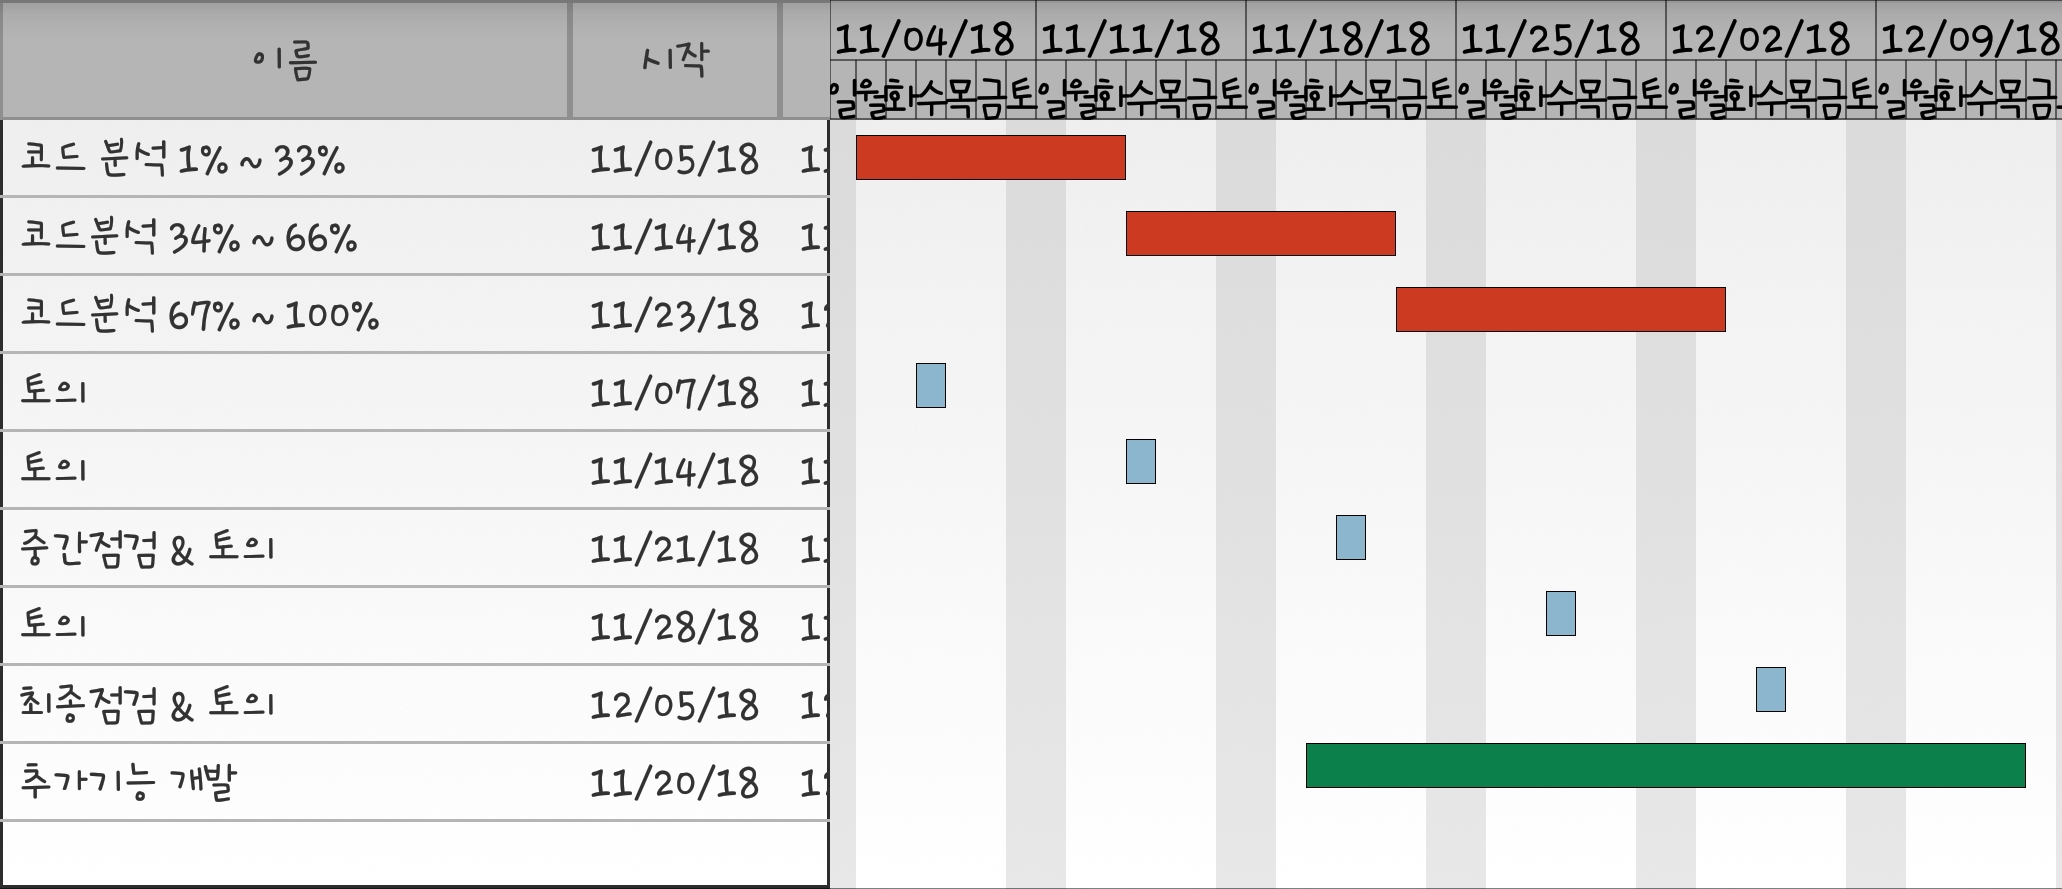 이름 시작
11/04/18 11/11/18 11/18/18 11/25/18 12/02/18 12/09/18
일 월 화 수 목 금 토 일 월 화 수 목 금 토 일 월 화 수 목 금 토 일 월 화 수 목 금 토 일 월 화 수 목 금 토 일 월 화 수 목 금
코드 분석 1% ~ 33% 11/05/18
코드분석 34% ~ 66% 11/14/18
코드분석 67% ~ 100% 11/23/18
토의 11/07/18
토의 11/14/18
중간점검 & 토의 11/21/18
토의 11/28/18
최종점검 & 토의 12/05/18
추가기능 개발 11/20/18